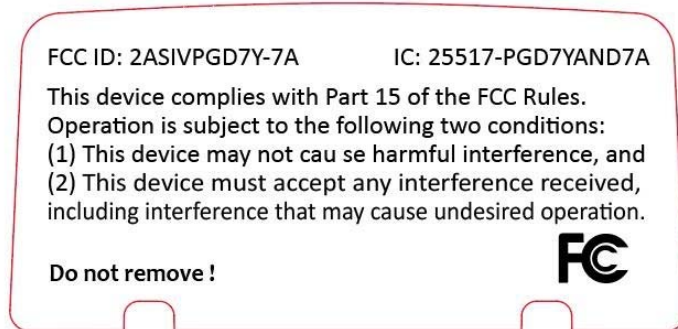 FCC ID: 2ASIVPGD7Y-7A IC: 25517-PGD7YAND7A
This device complies with Part 15 of the FCC Rules.
Operation is subject to the following two conditions:
(1) This device may not cau se harmful interference, and
(2) This device must accept any interference received,
including interference that may cause undesired operation.
FC
Do not remove !